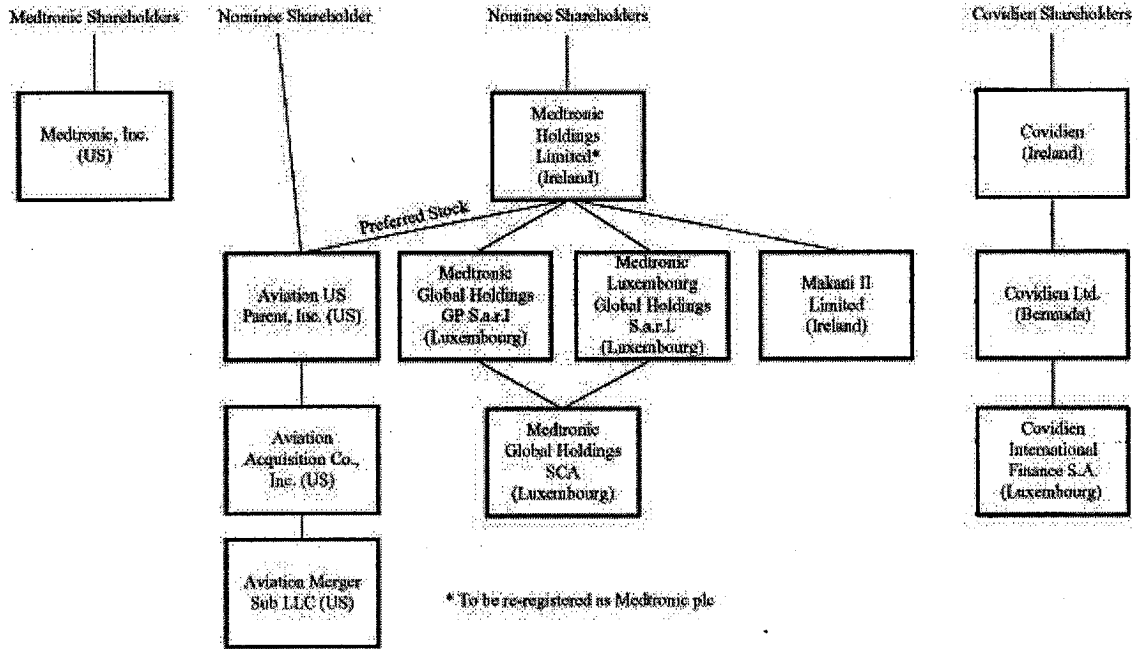 Medtronic Shareholders
Nominee Shareholder
Nominee Shareholders
Covidien Shareholders
Medtronic, Inc.
(US)
Medtronic
Holdings
Limited*
(Ireland)
Covidien
(Ireland)
Preferred Stock
Aviation US
Parent, Inc. (US)
Medtronic
Global Holdings
GP S.a.r.l
(Luxembourg)
Medtronic
Luxembourg
Global Holdings
S.a.r.l.
(Luxembourg)
Makani II
Limited
(Ireland)
Covidien Ltd.
(Bermuda)
Aviation
Acquisition Co.,
Inc. (US)
Medtronic
Global Holdings
SCA
(Luxembourg)
Covidien
International
Finance S.A.
(Luxembourg)
Aviation Merger
Sub LLC (US)
* To be re-registered as Medtronic plc